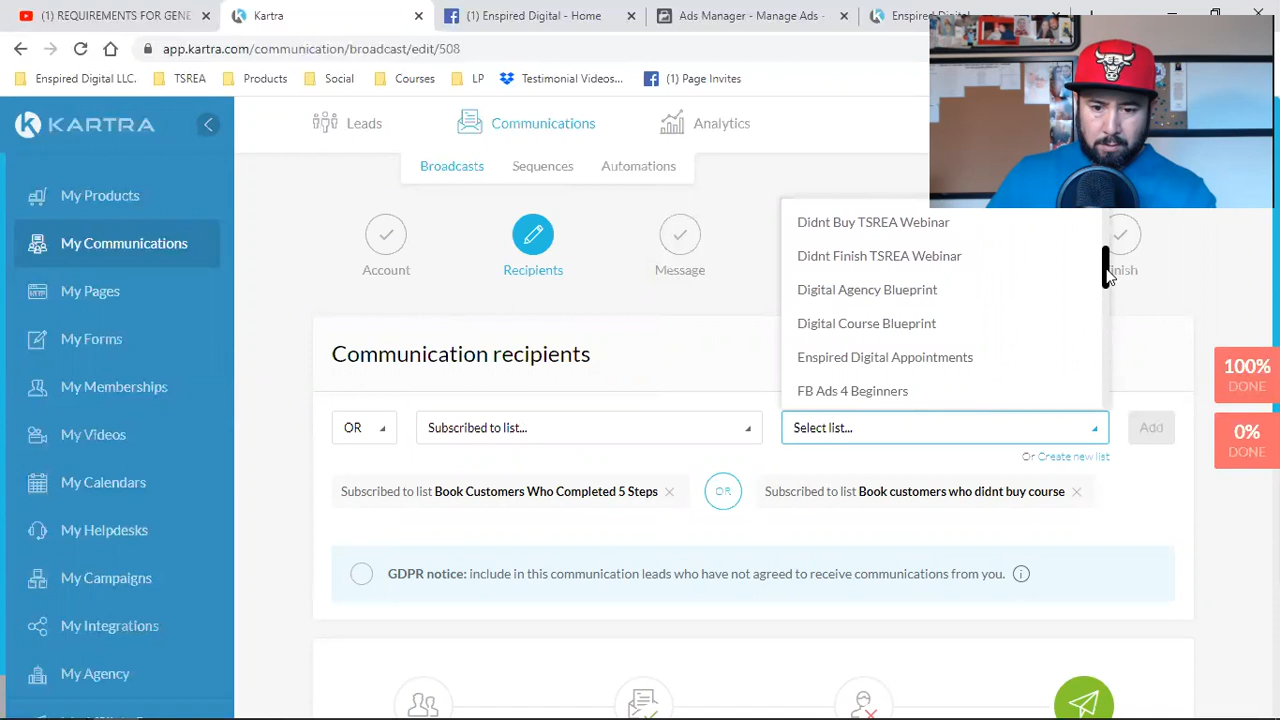 (1) REQUIREMENTS FOR GENE
Kartra
(1) Enspired Digital - Home
Ads Manager - Manage Ads -
Enspired Digital
app.kartra.com/communication/broadcast/edit/508
Enspired Digital LLC.
TSREA
Products
Social
LP
Testimonial Videos...
(1) Page Invites
KARTRA
Leads
Communications
Analytics
Broadcasts
Sequences
Automations
My Products
My Communications
My Pages
My Forms
My Memberships
My Videos
My Calendars
My Helpdesks
My Campaigns
My Integrations
My Agency
Account
Recipients
Message
Finish
Didnt Buy TSREA Webinar
Didnt Finish TSREA Webinar
Digital Agency Blueprint
Digital Course Blueprint
Enspired Digital Appointments
FB Ads 4 Beginners
Communication recipients
OR
Subscribed to list...
Select list...
Add
Or Create new list
Subscribed to list Book Customers Who Completed 5 Steps
OR
Subscribed to list Book customers who didnt buy course
GDPR notice: include in this communication leads who have not agreed to receive communications from you.
100%
DONE
0%
DONE